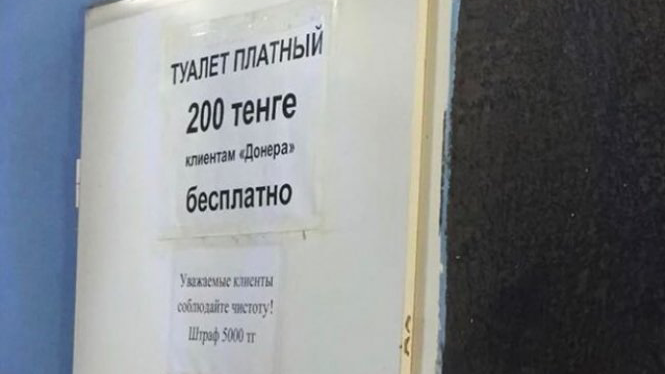 ТУАЛЕТ ПЛАТНЫЙ
200 тенге
клиентам «Донера»
бесплатно
Уважаемые клиенты
соблюдайте чистоту!
Штраф 5000 тг